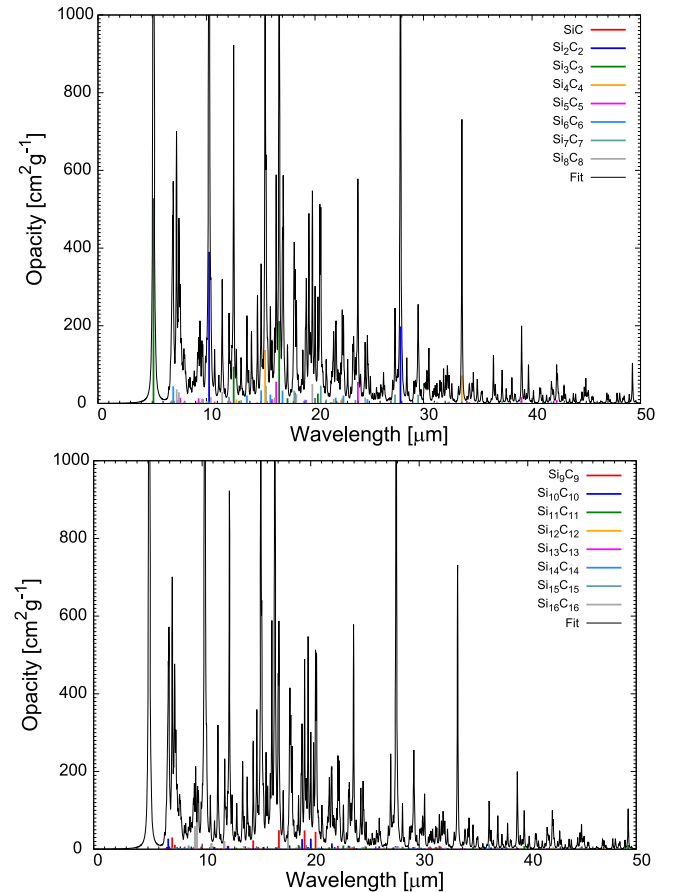 1000
800
600
400
200
0
Opacity [cm²g⁻¹]
SiC
Si₂C₂
Si₃C₃
Si₄C₄
Si₅C₅
Si₆C₆
Si₇C₇
Si₈C₈
Fit
0 10 20 30 40 50
Wavelength [μm]
1000
800
600
400
200
0
Opacity [cm²g⁻¹]
Si₉C₉
Si₁₀C₁₀
Si₁₁C₁₁
Si₁₂C₁₂
Si₁₃C₁₃
Si₁₄C₁₄
Si₁₅C₁₅
Si₁₆C₁₆
Fit
0 10 20 30 40 50
Wavelength [μm]